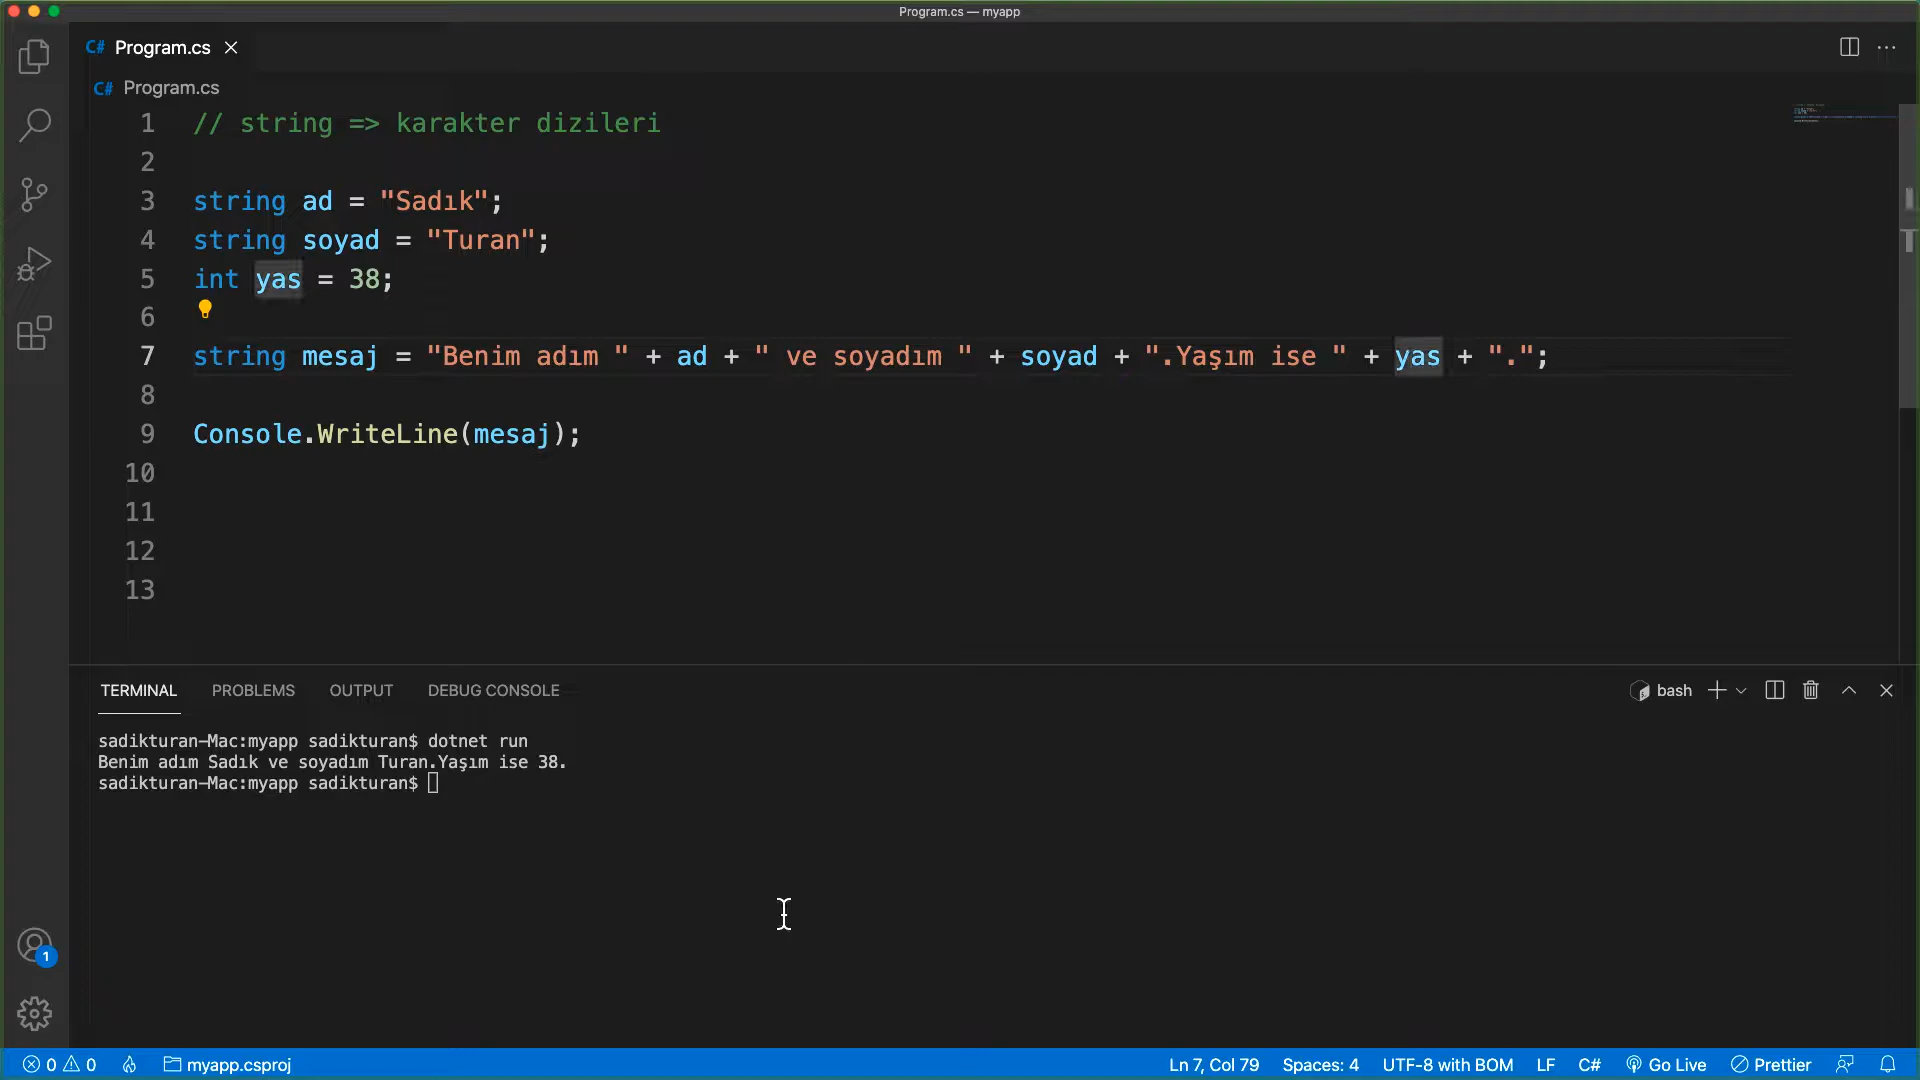 Program.cs — myapp
C# Program.cs
C# Program.cs
1 // string => karakter dizileri
2
3 string ad = "Sadık";
4 string soyad = "Turan";
5 int yas = 38;
6
7 string mesaj = "Benim adım " + ad + " ve soyadım " + soyad + ".Yaşım ise " + yas + ".";
8
9 Console.WriteLine(mesaj);
10
11
12
13
TERMINAL PROBLEMS OUTPUT DEBUG CONSOLE bash
sadikturan-Mac:myapp sadikturan$ dotnet run
Benim adım Sadık ve soyadım Turan.Yaşım ise 38.
sadikturan-Mac:myapp sadikturan$
1
0 0 myapp.csproj Ln 7, Col 79 Spaces: 4 UTF-8 with BOM LF C# Go Live Prettier